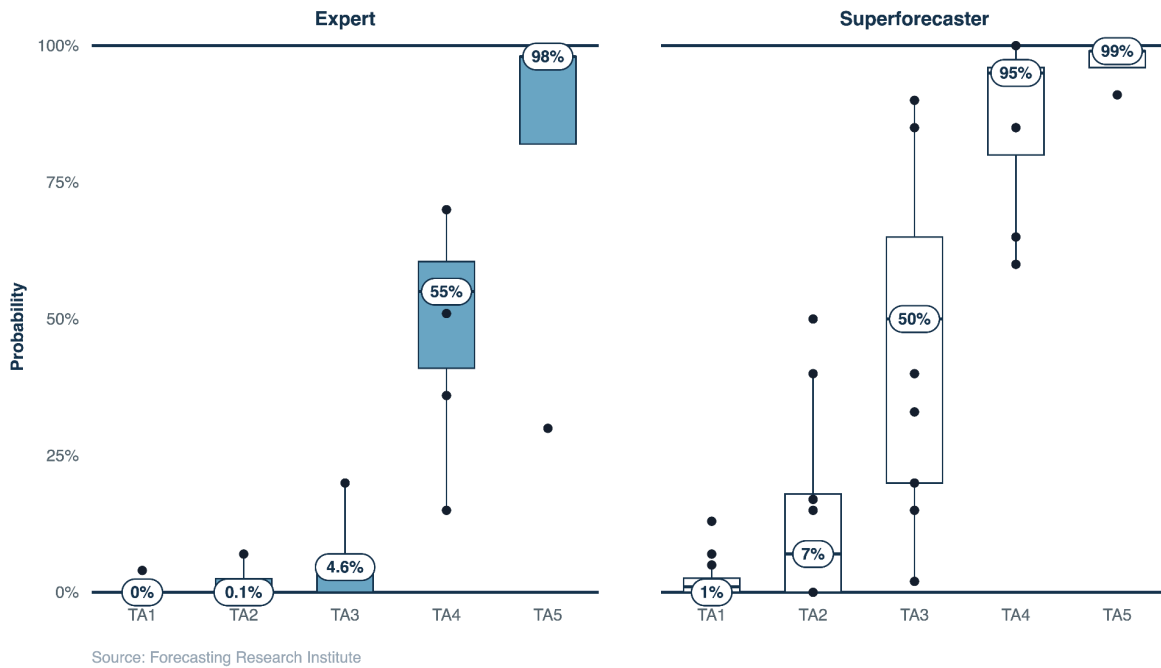 Expert
Superforecaster
100%
75%
50%
25%
0%
Probability
0%
0.1%
4.6%
55%
98%
1%
7%
50%
95%
99%
TA1 TA2 TA3 TA4 TA5
TA1 TA2 TA3 TA4 TA5
Source: Forecasting Research Institute